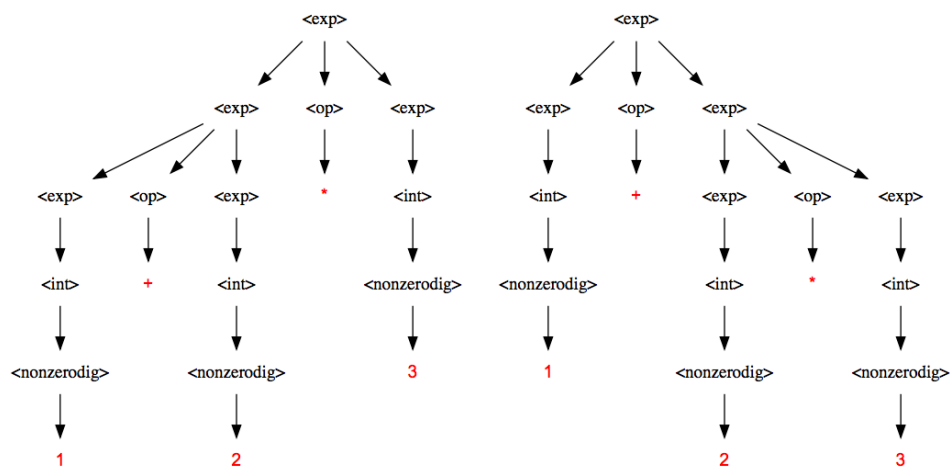 <exp> <exp>
<exp> <op> <exp> <exp> <op> <exp>
<exp> <op> <exp> * <int> <int> + <exp> <op> <exp>
<int> + <int> <nonzerodig> <nonzerodig> <int> * <int>
<nonzerodig> <nonzerodig> 3 1 <nonzerodig> <nonzerodig>
1 2 2 3